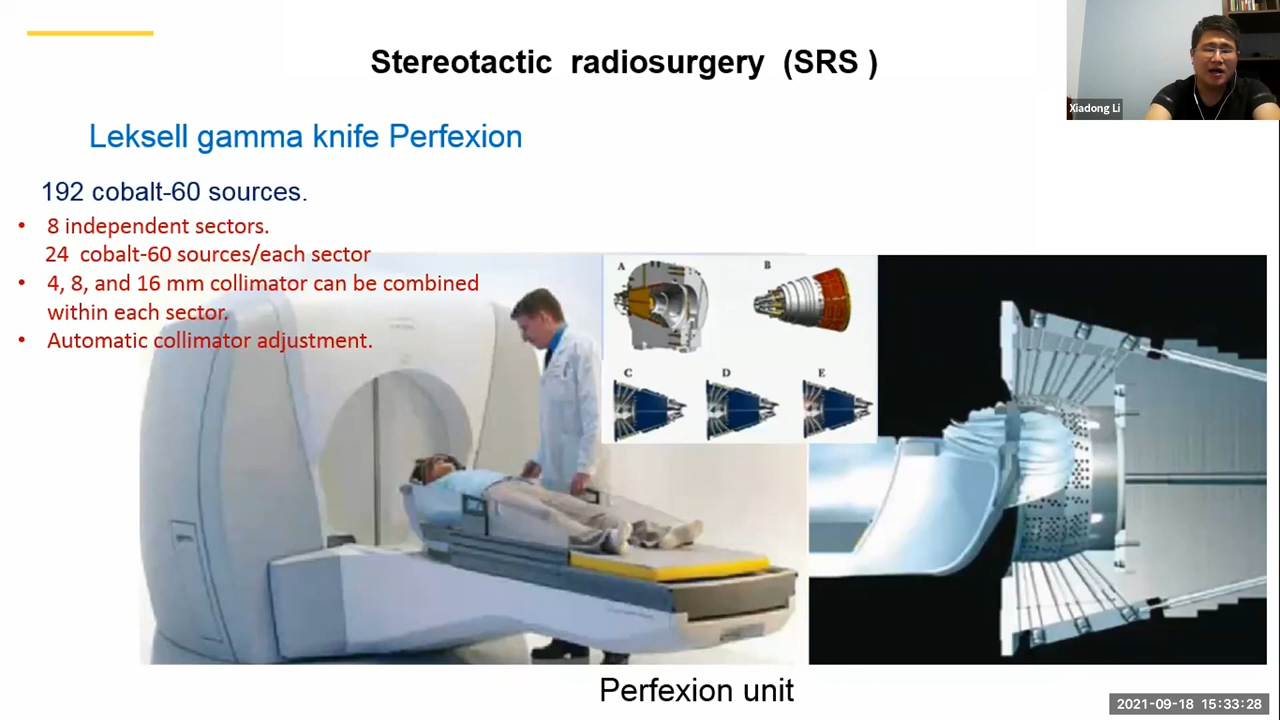 Stereotactic radiosurgery (SRS )
Xiadong Li
Leksell gamma knife Perfexion
192 cobalt-60 sources.
• 8 independent sectors.
24 cobalt-60 sources/each sector
• 4, 8, and 16 mm collimator can be combined
within each sector.
• Automatic collimator adjustment.
A B
C D E
Perfexion unit
2021-09-18 15:33:28